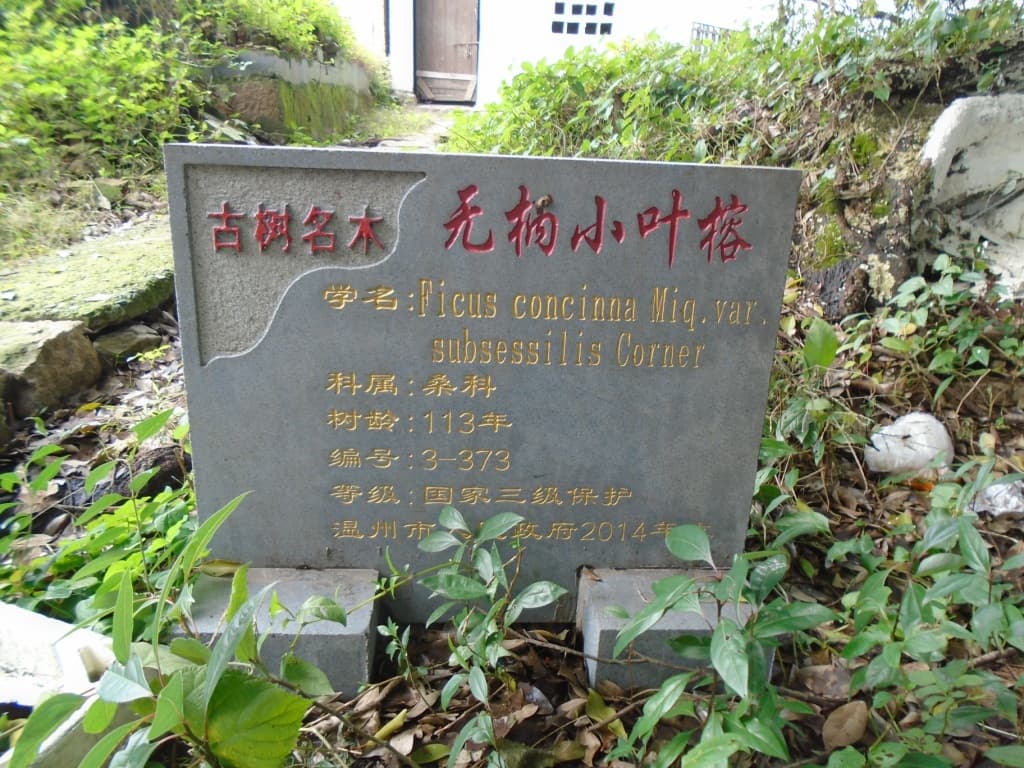 古树名木
无柄小叶榕
学名:Ficus concinna Miq.var.
subsessilis Corner
科属:桑科
树龄:113年
编号:3-373
等级:国家三级保护
温州市 政府2014年